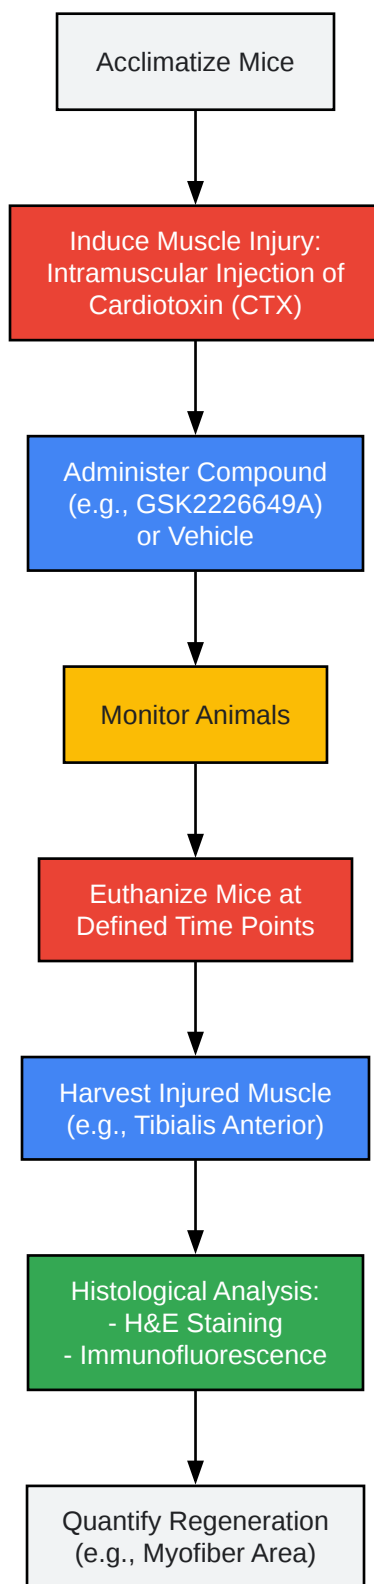 Acclimatize Mice
Induce Muscle Injury:
Intramuscular Injection of
Cardiotoxin (CTX)
Administer Compound
(e.g., GSK2226649A)
or Vehicle
Monitor Animals
Euthanize Mice at
Defined Time Points
Harvest Injured Muscle
(e.g., Tibialis Anterior)
Histological Analysis:
- H&E Staining
- Immunofluorescence
Quantify Regeneration
(e.g., Myofiber Area)